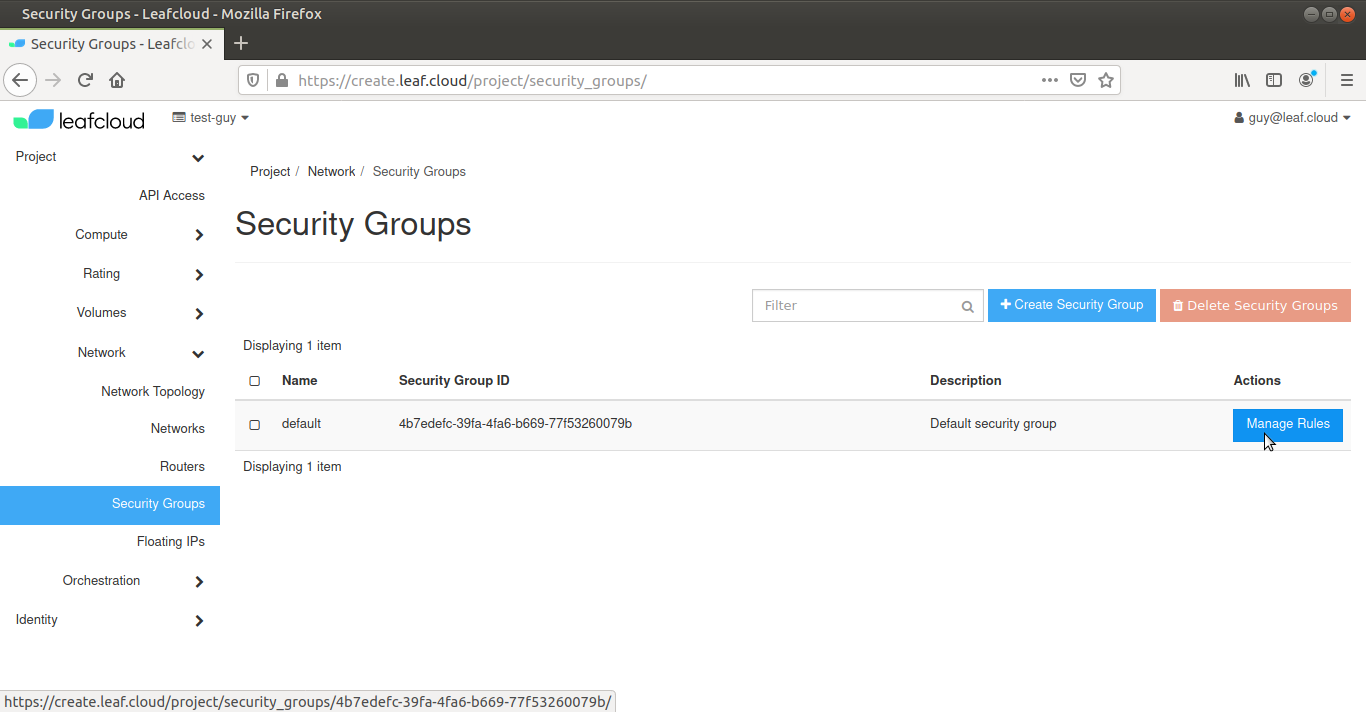 Security Groups - Leafcloud - Mozilla Firefox
Security Groups - Leafclo
https://create.leaf.cloud/project/security_groups/
leafcloud test-guy guy@leaf.cloud
Project
API Access
Compute
Rating
Volumes
Network
Network Topology
Networks
Routers
Security Groups
Floating IPs
Orchestration
Identity
Project / Network / Security Groups
Security Groups
Filter Create Security Group Delete Security Groups
Displaying 1 item
Name Security Group ID Description Actions
default 4b7edefc-39fa-4fa6-b669-77f53260079b Default security group Manage Rules
Displaying 1 item
https://create.leaf.cloud/project/security_groups/4b7edefc-39fa-4fa6-b669-77f53260079b/